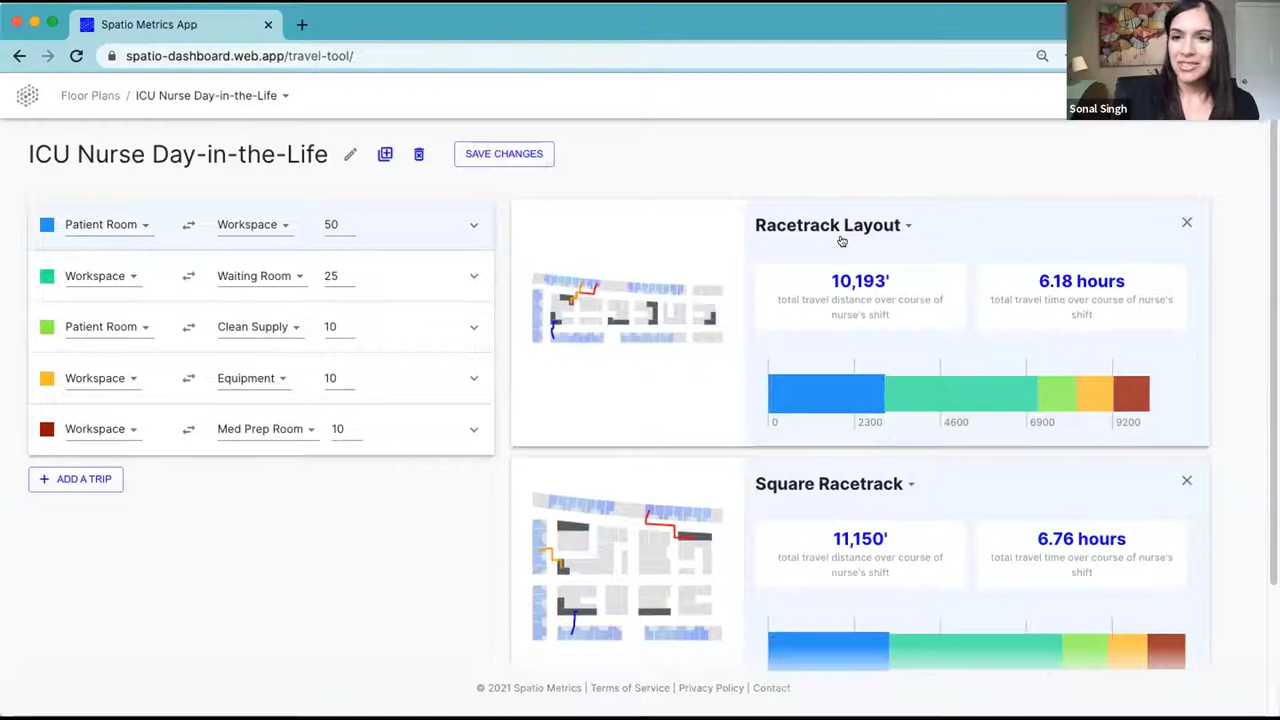 Spatio Metrics App
spatio-dashboard.web.app/travel-tool/
Sonal Singh
Floor Plans / ICU Nurse Day-in-the-Life
ICU Nurse Day-in-the-Life
SAVE CHANGES
Patient Room Workspace 50
Workspace Waiting Room 25
Patient Room Clean Supply 10
Workspace Equipment 10
Workspace Med Prep Room 10
+ ADD A TRIP
Racetrack Layout
10,193'
total travel distance over course of
nurse's shift
6.18 hours
total travel time over course of nurse's
shift
0 2300 4600 6900 9200
Square Racetrack
11,150'
total travel distance over course of
nurse's shift
6.76 hours
total travel time over course of nurse's
shift
© 2021 Spatio Metrics | Terms of Service | Privacy Policy | Contact